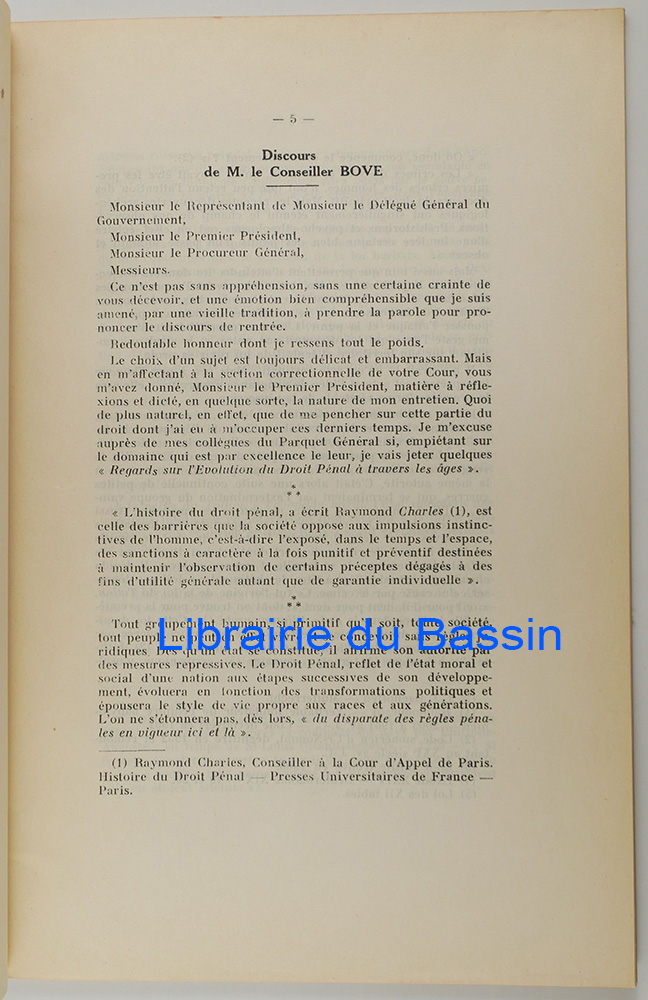 — 5 —
Discours
de M. le Conseiller BOVE
Monsieur le Représentant de Monsieur le Délégué Général du
Gouvernement,
Monsieur le Premier Président,
Monsieur le Procureur Général,
Messieurs.
Ce n'est pas sans appréhension, sans une certaine crainte de
vous décevoir, et une émotion bien compréhensible que je suis
amené, par une vieille tradition, à prendre la parole pour pro-
noncer le discours de rentrée.
Redoutable honneur dont je ressens tout le poids.
Le choix d'un sujet est toujours délicat et embarrassant. Mais
en m'affectant à la section correctionnelle de votre Cour, vous
m'avez donné, Monsieur le Premier Président, matière à réfle-
xions et dicté, en quelque sorte, la nature de mon entretien. Quoi
de plus naturel, en effet, que de me pencher sur cette partie du
droit dont j'ai eu à m'occuper ces derniers temps. Je m'excuse
auprès de mes collègues du Parquet Général si, empiétant sur
le domaine qui est par excellence le leur, je vais jeter quelques
« Regards sur l'Evolution du Droit Pénal à travers les âges ».
*
* *
« L'histoire du droit pénal, a écrit Raymond Charles (1), est
celle des barrières que la société oppose aux impulsions instinc-
tives de l'homme, c'est-à-dire l'exposé, dans le temps et l'espace,
des sanctions à caractère à la fois punitif et préventif destinées
à maintenir l'observation de certains préceptes dégagés à des
fins d'utilité générale autant que de garantie individuelle ».
*
* *
Tout groupement humain, si primitif qu'il soit, toute société,
tout peuple ne peut en effet vivre ni se concevoir sans règles ju-
ridiques. Dès qu'un état se constitue, il affirme son autorité par
des mesures repressives. Le Droit Pénal, reflet de l'état moral et
social d'une nation aux étapes successives de son développe-
ment, évoluera en fonction des transformations politiques et
épousera le style de vie propre aux races et aux générations.
L'on ne s'étonnera pas, dès lors, « du disparate des règles péna-
les en vigueur ici et là ».
(1) Raymond Charles, Conseiller à la Cour d'Appel de Paris.
Histoire du Droit Pénal — Presses Universitaires de France —
Paris.
Librairie du Bassin